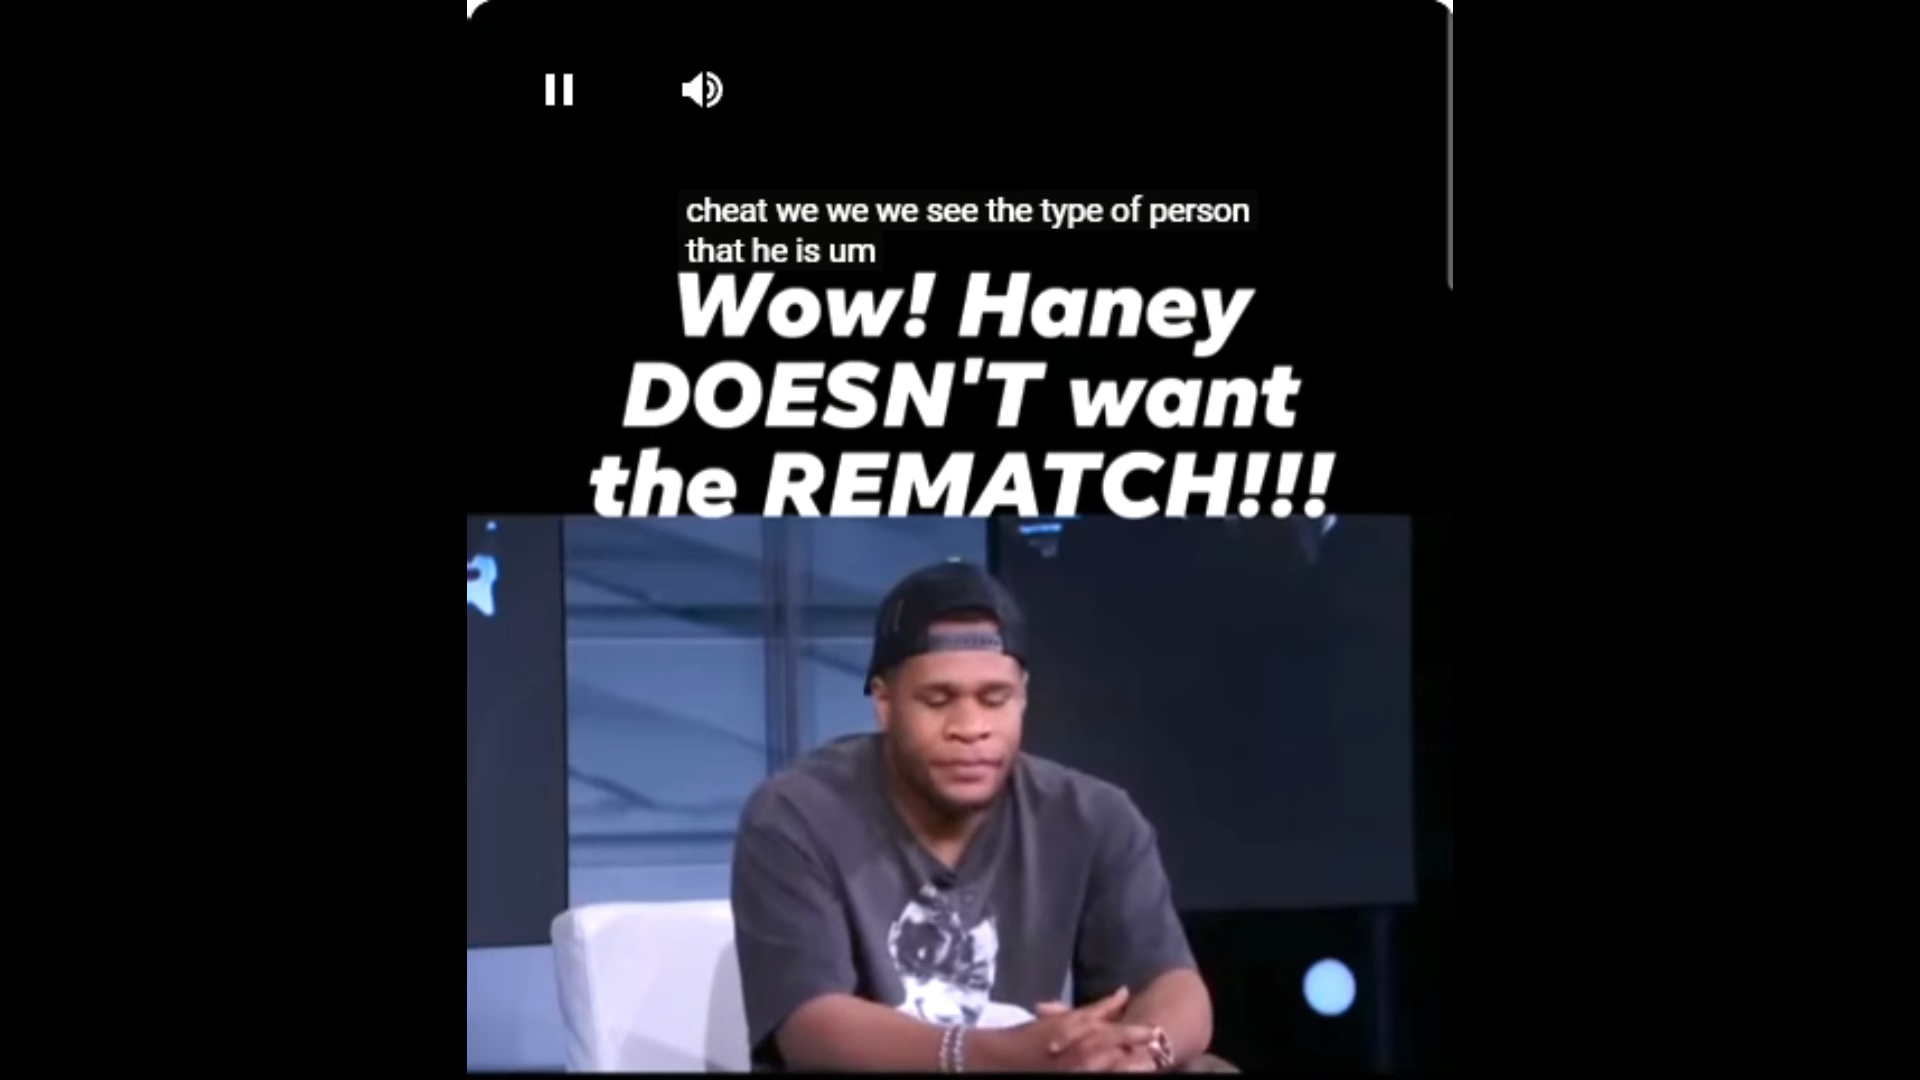 cheat we we we see the type of person
that he is um
Wow! Haney
DOESN'T want
the REMATCH!!!